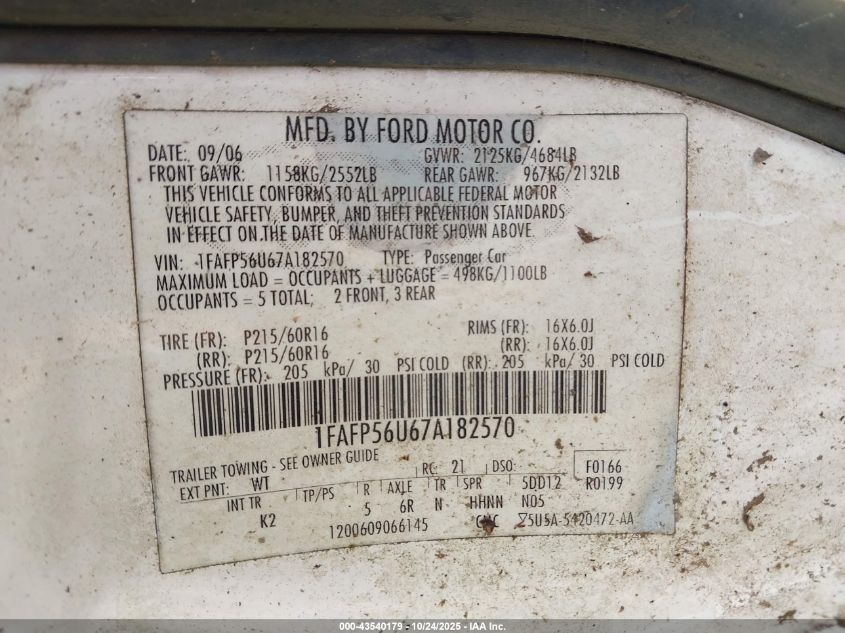 MFD. BY FORD MOTOR CO.
DATE: 09/06 GVWR: 2125KG/4684LB
FRONT GAWR: 1158KG/2552LB REAR GAWR: 967KG/2132LB
THIS VEHICLE CONFORMS TO ALL APPLICABLE FEDERAL MOTOR
VEHICLE SAFETY, BUMPER, AND THEFT PREVENTION STANDARDS
IN EFFECT ON THE DATE OF MANUFACTURE SHOWN ABOVE.
VIN: 1FAFP56U67A182570 TYPE: Passenger Car
MAXIMUM LOAD = OCCUPANTS + LUGGAGE = 498KG/1100LB
OCCUPANTS = 5 TOTAL; 2 FRONT, 3 REAR
TIRE (FR): P215/60R16 RIMS (FR): 16X6.0J
(RR): P215/60R16 (RR): 16X6.0J
PRESSURE (FR): 205 kPa/ 30 PSI COLD (RR): 205 kPa/ 30 PSI COLD
1FAFP56U67A182570
TRAILER TOWING - SEE OWNER GUIDE
EXT PNT: WT RC: 21 DSO: F0166
R0199
INT TR TP/PS R AXLE TR SPR 5DD12
K2 5 6R N HHNN N05
1200609066145 5U5A-5420472-AA
000-43540179 • 10/24/2025 - IAA Inc.